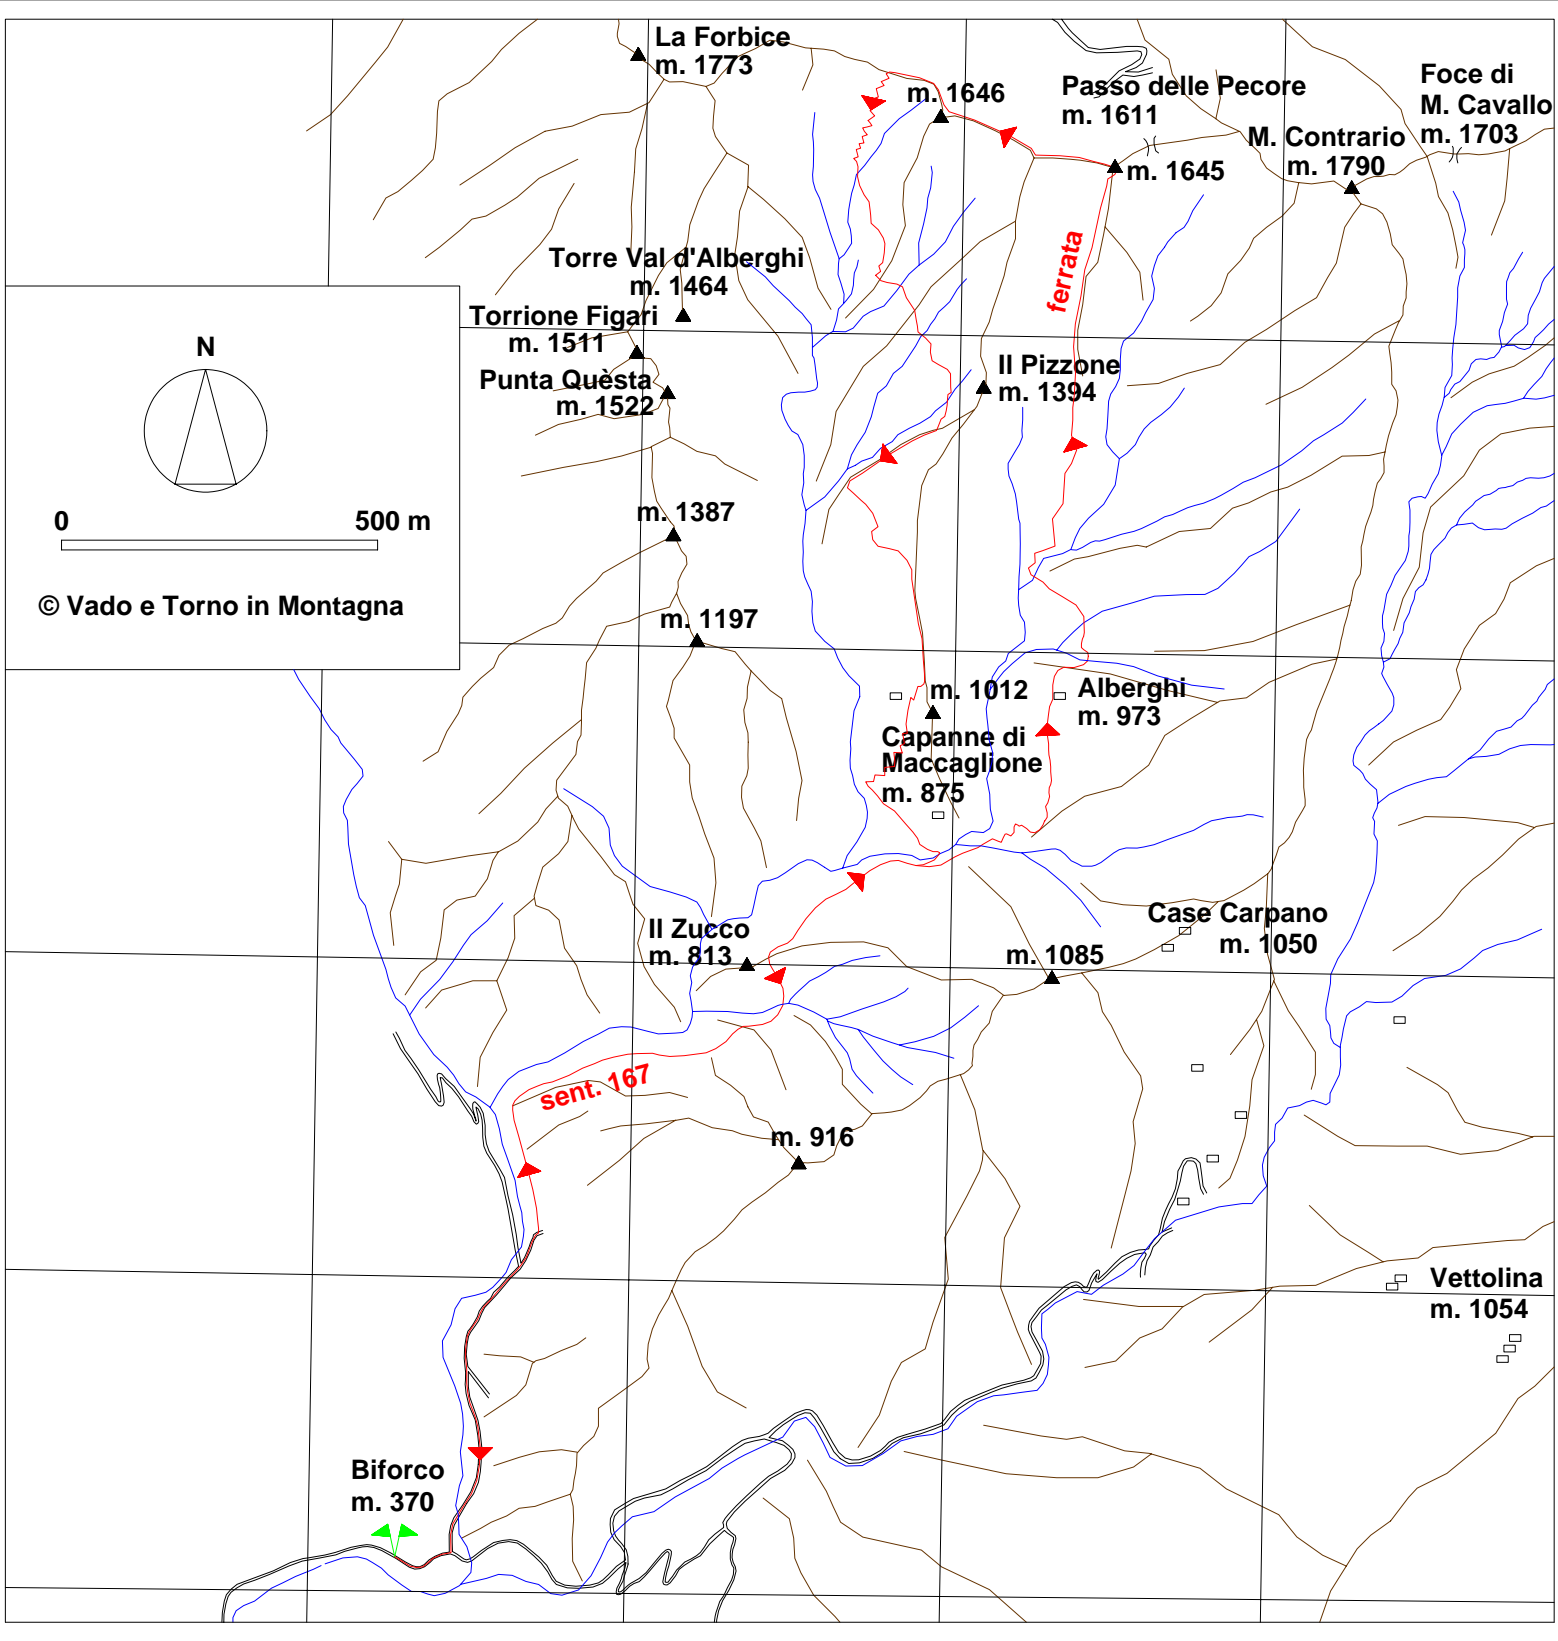 La Forbice
m. 1773
m. 1646
Passo delle Pecore
m. 1611
Foce di
M. Cavallo
m. 1703
M. Contrario
m. 1790
m. 1645
ferrata
Torre Val d'Alberghi
m. 1464
Torrione Figari
m. 1511
Punta Quèsta
m. 1522
Il Pizzone
m. 1394
N
0 500 m
© Vado e Torno in Montagna
m. 1387
m. 1197
m. 1012
Alberghi
m. 973
Capanne di
Maccaglione
m. 875
Il Zucco
m. 813
m. 1085
Case Carpano
m. 1050
sent. 167
m. 916
Vettolina
m. 1054
Biforco
m. 370